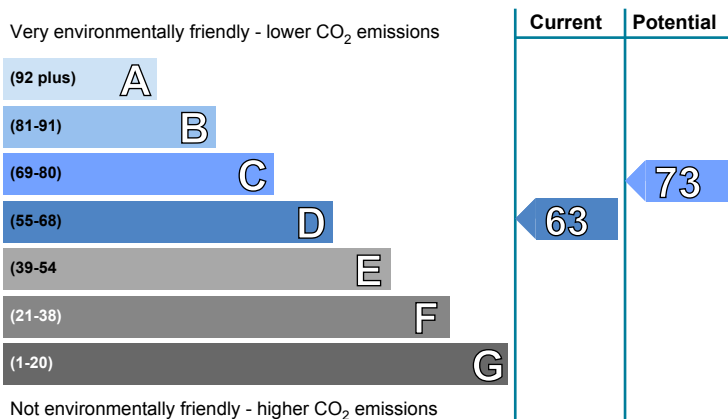 Current Potential
Very environmentally friendly - lower CO2 emissions
(92 plus) A
(81-91) B
(69-80) C
73
(55-68) D
63
(39-54 E
(21-38) F
(1-20) G
Not environmentally friendly - higher CO2 emissions